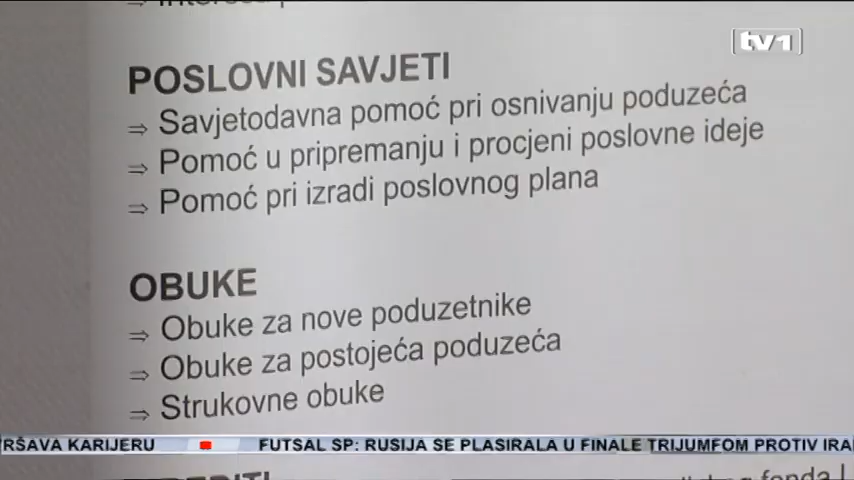 tv1
POSLOVNI SAVJETI
⇒ Savjetodavna pomoć pri osnivanju poduzeća
⇒ Pomoć u pripremanju i procjeni poslovne ideje
⇒ Pomoć pri izradi poslovnog plana
OBUKE
⇒ Obuke za nove poduzetnike
⇒ Obuke za postojeća poduzeća
⇒ Strukovne obuke
RŠAVA KARIJERU FUTSAL SP: RUSIJA SE PLASIRALA U FINALE TRIJUMFOM PROTIV IRA
fonda